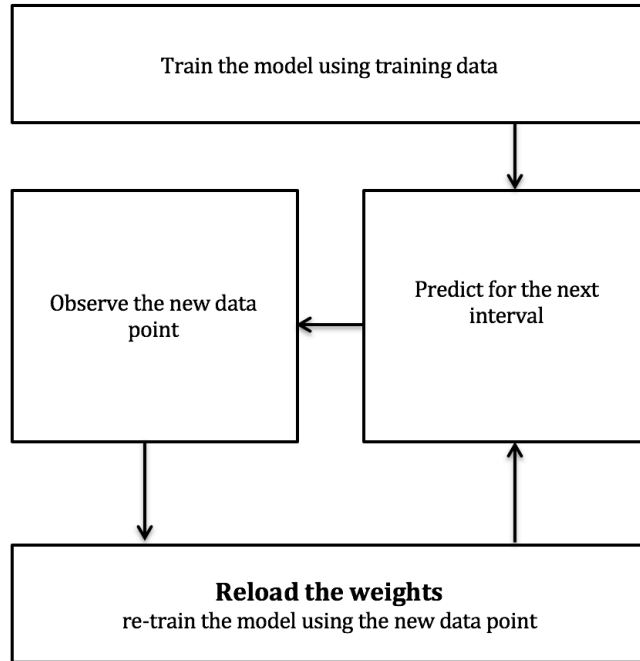 Train the model using training data
Observe the new data
point
Predict for the next
interval
Reload the weights
re-train the model using the new data point